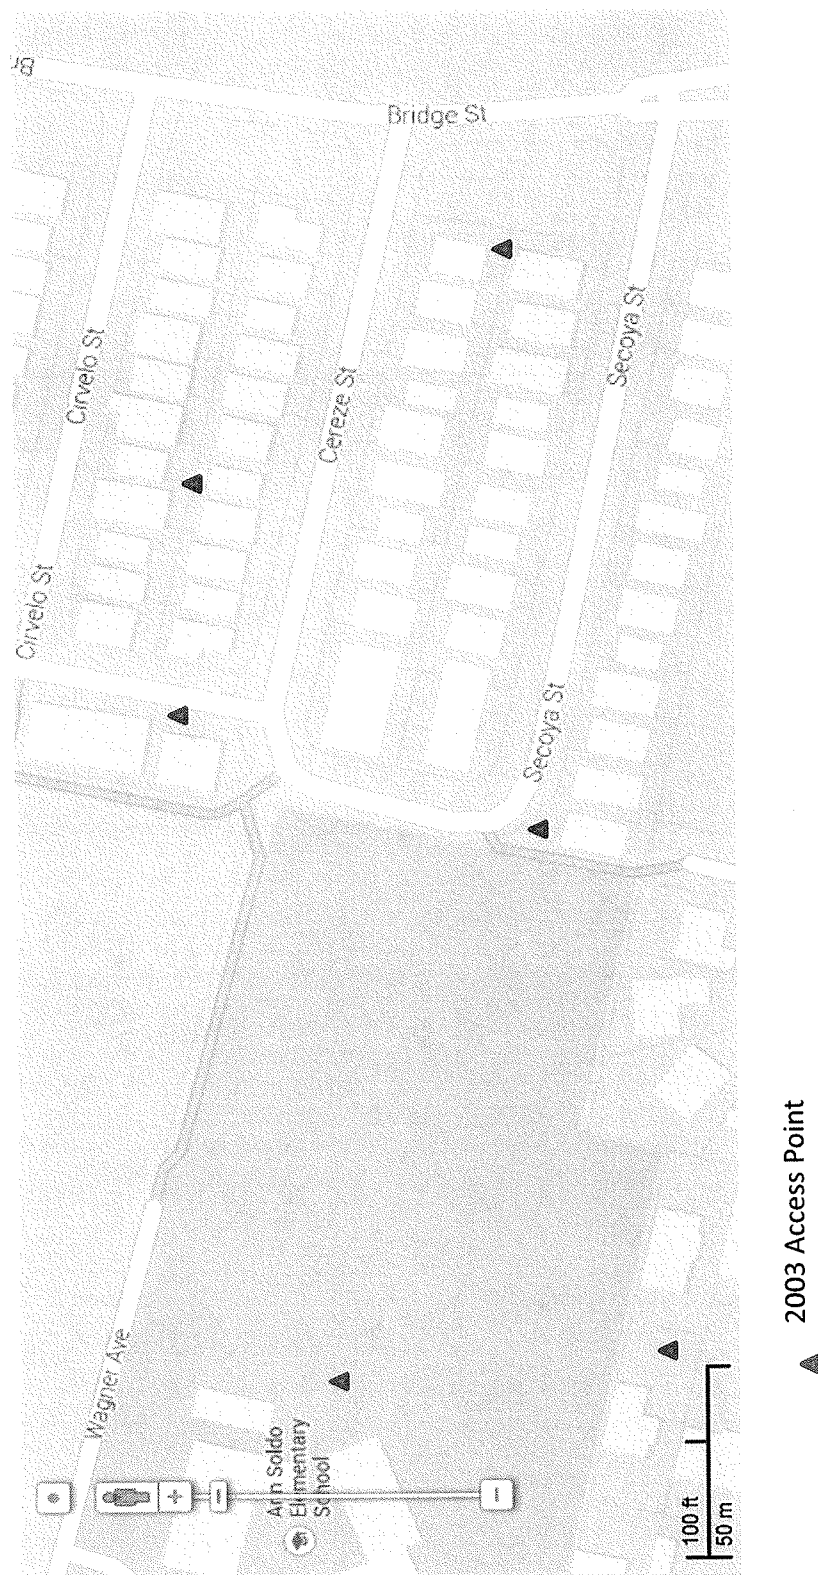 Bridge St
Cirvelo St
Cereze St
Secoya St
Cirvelo St
Secoya St
Wagner Ave
Ann Soldo
Elementary
School
100 ft
50 m
2003 Access Point